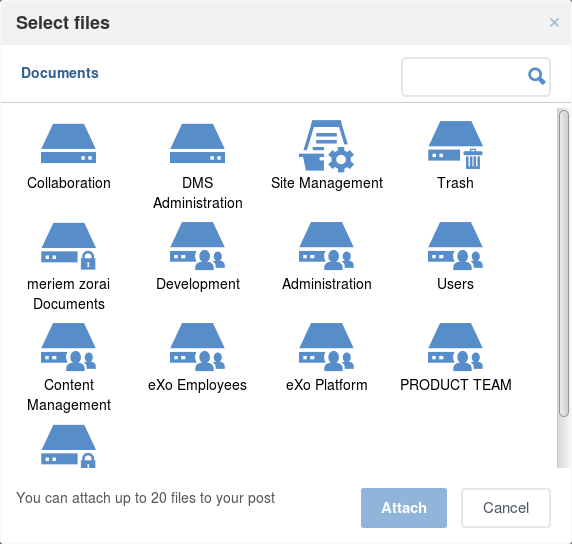 Select files
×
Documents
Collaboration
DMS
Administration
Site Management
Trash
meriem zorai
Documents
Development
Administration
Users
Content
Management
eXo Employees
eXo Platform
PRODUCT TEAM
You can attach up to 20 files to your post
Attach
Cancel